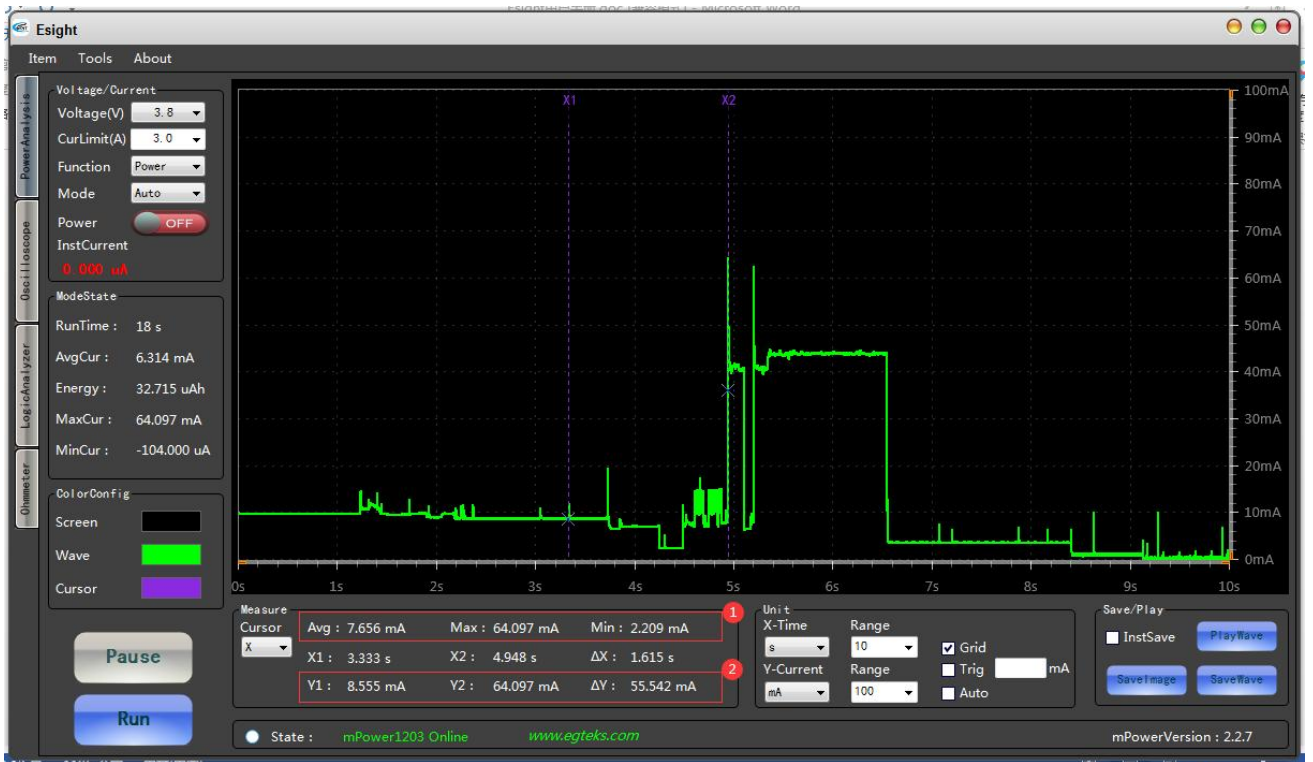 Esight
Item Tools About
PowerAnalysis
Oscilloscope
LogicAnalyzer
Ohmmeter
Voltage/Current
Voltage(V) 3.8
CurLimit(A) 3.0
Function Power
Mode Auto
Power OFF
InstCurrent
0.000 uA
ModeState
RunTime : 18 s
AvgCur : 6.314 mA
Energy : 32.715 uAh
MaxCur : 64.097 mA
MinCur : -104.000 uA
ColorConfig
Screen
Wave
Cursor
Pause
Run
X1 X2
100mA
90mA
80mA
70mA
60mA
50mA
40mA
30mA
20mA
10mA
0mA
0s 1s 2s 3s 4s 5s 6s 7s 8s 9s 10s
Measure
Cursor
X
Avg : 7.656 mA Max : 64.097 mA Min : 2.209 mA
1
X1 : 3.333 s X2 : 4.948 s ΔX : 1.615 s
2
Y1 : 8.555 mA Y2 : 64.097 mA ΔY : 55.542 mA
Unit
X-Time Range
s 10 Grid
Y-Current Range Trig mA
mA 100 Auto
Save/Play
InstSave PlayWave
SaveImage SaveWave
State : mPower1203 Online www.egteks.com mPowerVersion : 2.2.7